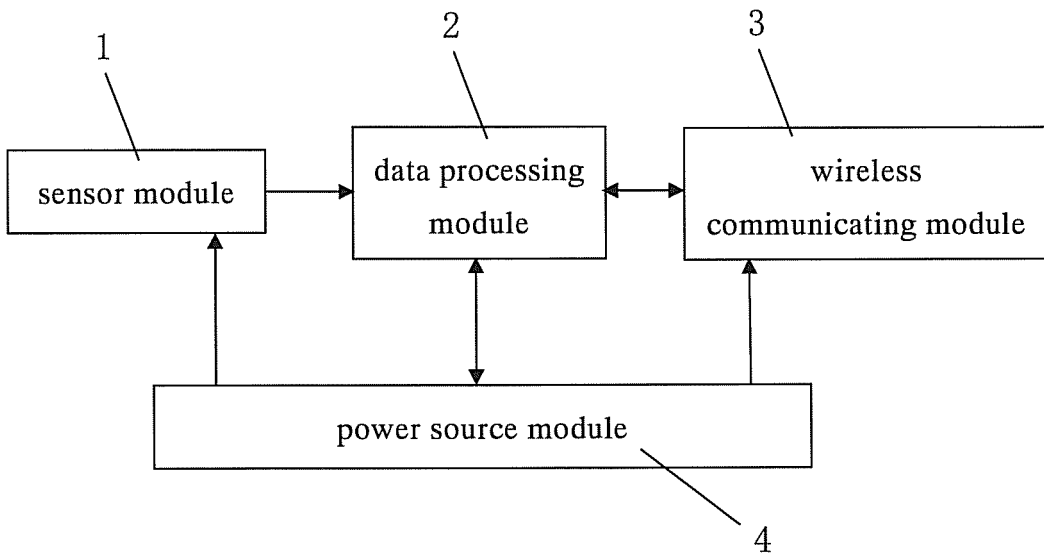 1
2
3
sensor module
data processing
module
wireless
communicating module
power source module
4